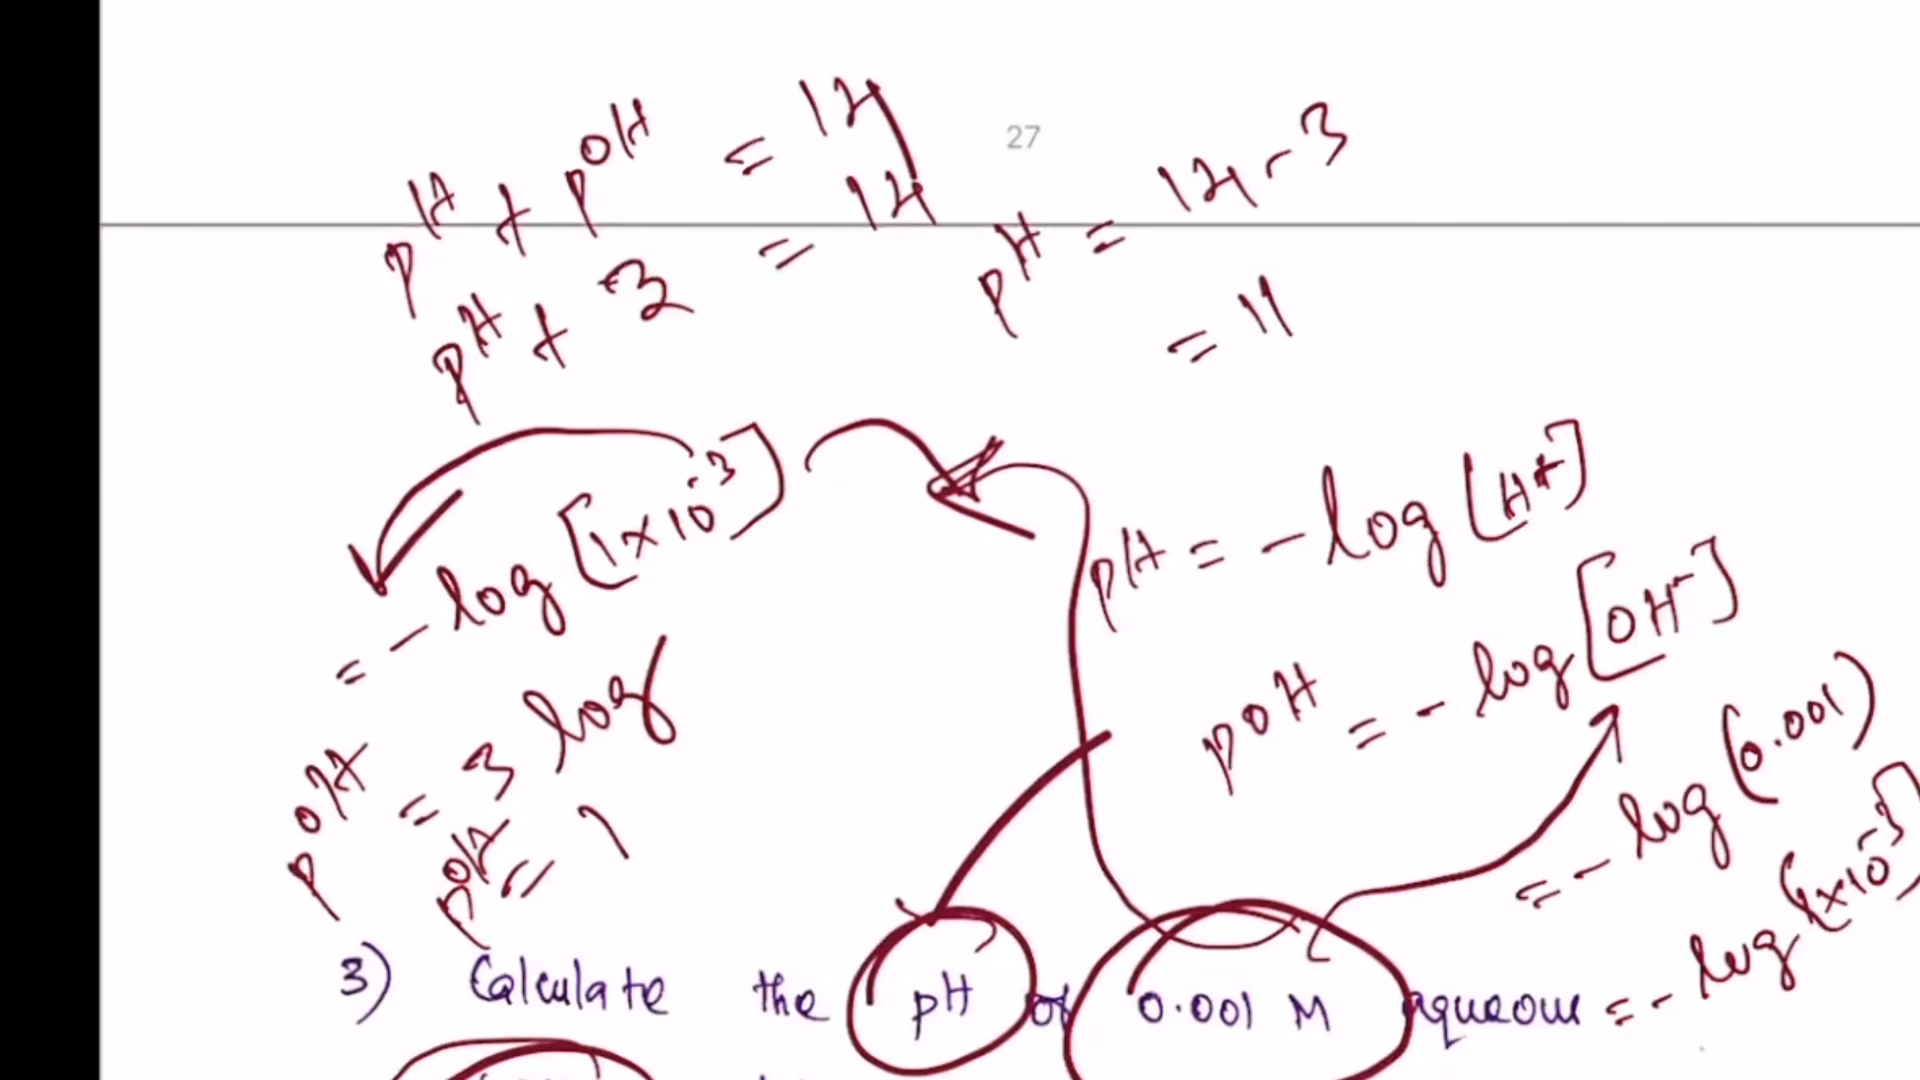 27
pH + pOH = 14
pH + 3 = 14
pH = 14 - 3
= 11
= - log [1 × 10^-3]
pOH = 3 log
pOH = 1
pH = - log [H+]
pOH = - log [OH-]
= - log (0.001)
= - log (1×10^-3)
3) Calculate the pH of 0.001 M aqueous